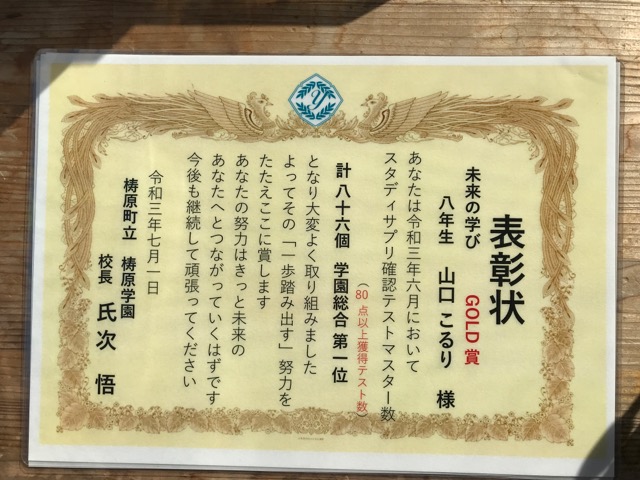 表彰状
未来の学び GOLD賞
八年生 山口 こるり 様
あなたは令和三年六月において
スタディサプリ確認テストマスター数
(80点以上獲得テスト数)
計八十六個 学園総合 第一位
となり大変よく取り組みました
よってその「一歩踏み出す」努力を
たたえここに賞します
あなたの努力はきっと未来の
あなたへとつながっていくはずです
今後も継続して頑張ってください
令和三年七月一日
梼原町立 梼原学園
校長 氏次 悟